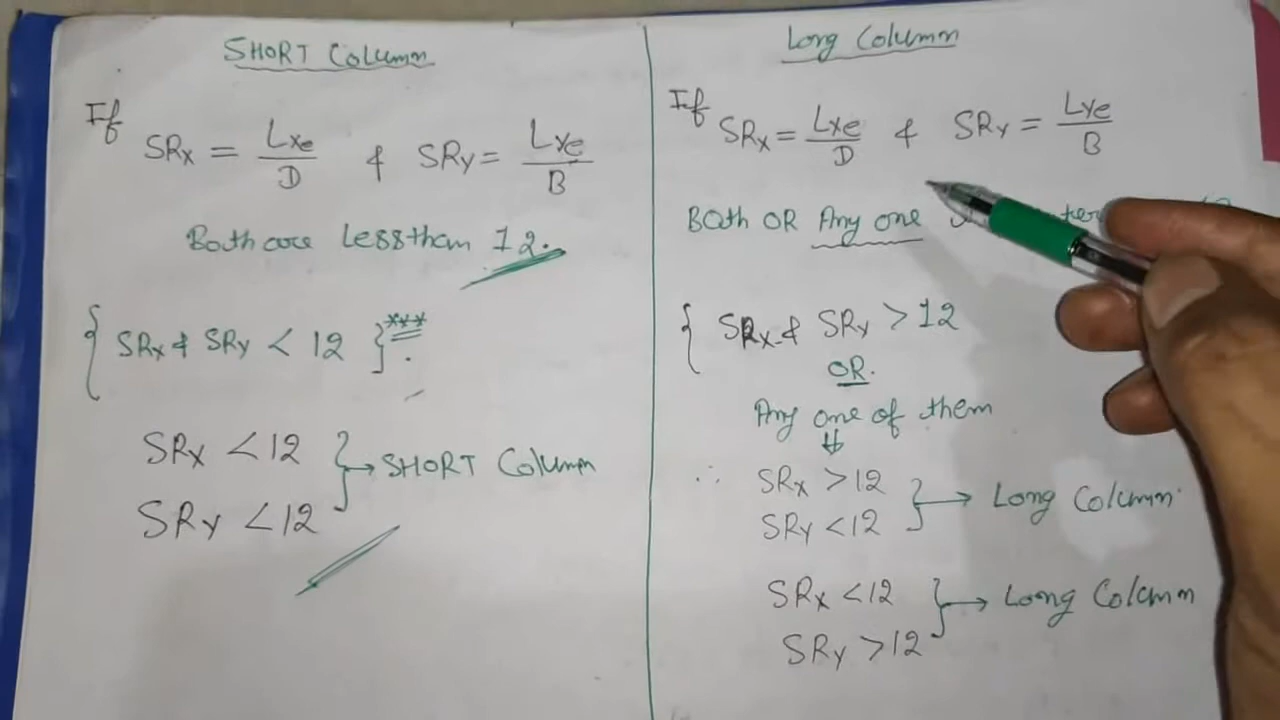 SHORT Column
If
SRx = Lxe/D & SRy = Lye/B
Both are Less than 12.
{ SRx & SRy < 12 } ***
SRx < 12
SRy < 12
→ SHORT Column
Long Column
If SRx = Lxe/D & SRy = Lye/B
Both OR Any one
{ SRx & SRy > 12
OR.
Any one of them
⇓
∴ SRx > 12
SRy < 12
→ Long Column
SRx < 12
SRy > 12
→ Long Column